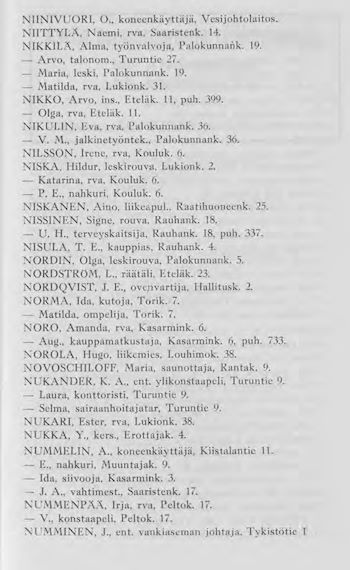 NIINIVUORI, O., koneenkäyttäjä, Vesijohtolaitos.
NIITTYLÄ, Naemi, rva, Saaristenk. 14.
NIKKILÄ, Alma, työnvalvoja, Palokunnank. 19.
— Arvo, talonom., Turuntie 27.
— Maria, leski, Palokunnank. 19.
— Matilda, rva, Lukionk. 31.
NIKKO, Arvo, ins., Eteläk. 11, puh. 399.
— Olga, rva, Eteläk. 11.
NIKULIN, Eva, rva, Palokunnank. 36.
— V. M., jalkinetyöntek., Palokunnank. 36.
NILSSON, Irene, rva, Kouluk. 6.
NISKA, Hildur, leskirouva, Lukionk. 2.
— Katarina, rva, Kouluk. 6.
— P. E., nahkuri, Kouluk. 6.
NISKANEN, Aino, liikeapul., Raatihuoneenk. 25.
NISSINEN, Signe, rouva, Rauhank. 18.
— U. H., terveyskaitsija, Rauhank. 18, puh. 337.
NISULA, T. E., kauppias, Rauhank. 4.
NORDIN, Olga, leskirouva, Palokunnank. 5.
NORDSTRÖM, L., räätäli, Eteläk. 23.
NORDQVIST, J. E., ovenvartija, Hallitusk. 2.
NORMA, Ida, kutoja, Torik. 7.
— Matilda, ompelija, Torik. 7.
NORO, Amanda, rva, Kasarmink. 6.
— Aug., kauppamatkustaja, Kasarmink. 6, puh. 733.
NOROLA, Hugo, liikemies, Louhimok. 38.
NOVOSCHILOFF, Maria, saunottaja, Rantak. 9.
NUKANDER, K. A., ent. ylikonstaapeli, Turuntie 9.
— Laura, konttoristi, Turuntie 9.
— Selma, sairaanhoitajatar, Turuntie 9.
NUKARI, Ester, rva, Lukionk. 38.
NUKKA, Y., kers., Erottajak. 4.
NUMMELIN, A., koneenkäyttäjä, Kiistalantie 11.
— E., nahkuri, Muuntajak. 9.
— Ida, siivooja, Kasarmink. 3.
— J. A., vahtimest., Saaristenk. 17.
NUMMENPÄÄ, Irja, rva, Peltok. 17.
— V., konstaapeli, Peltok. 17.
NUMMINEN, J., ent. vankiaseman johtaja, Tykistötie 1